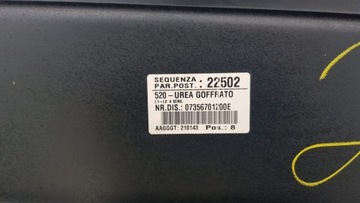 SEQUENZA
PAR.POST.: 22502
520-UREA GOFFRATO
NR.DIS.: 07356701200E
AAGGGT: 210143 Pos.: 8